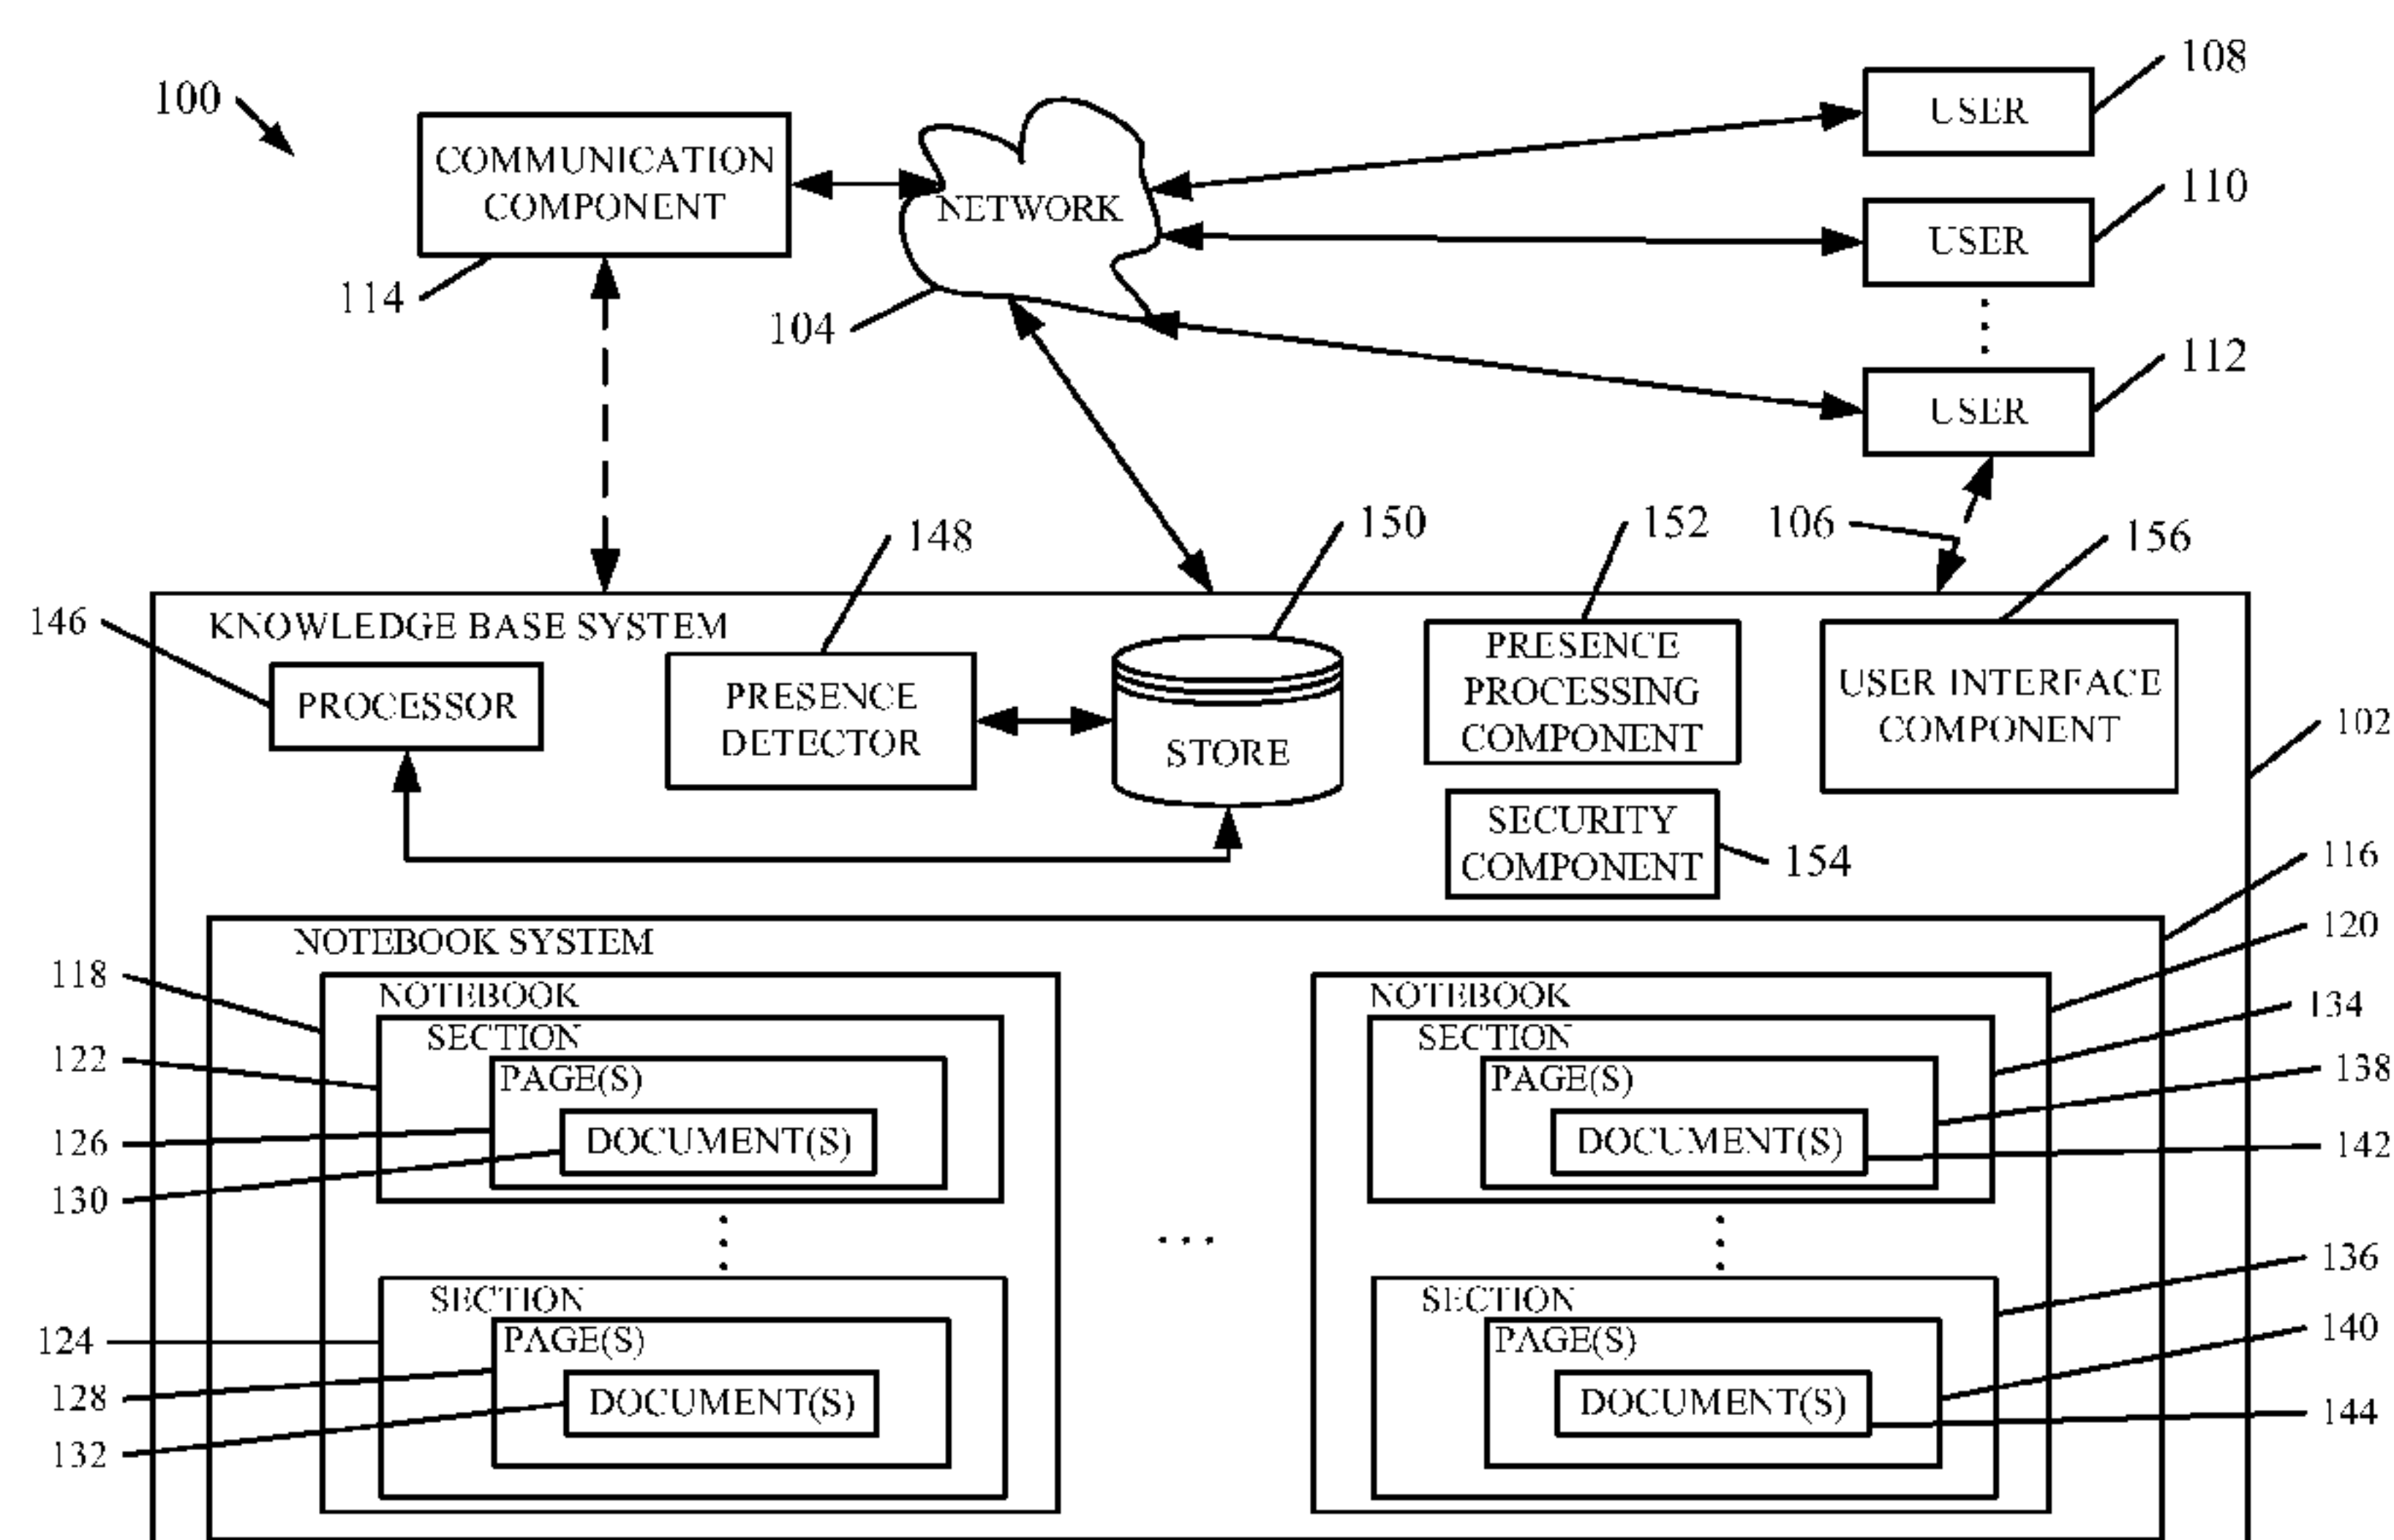 100
COMMUNICATION
COMPONENT
114
NETWORK
104
USER
108
USER
110
USER
112
106
148
150
152
156
146
KNOWLEDGE BASE SYSTEM
PROCESSOR
PRESENCE
DETECTOR
STORE
PRESENCE
PROCESSING
COMPONENT
USER INTERFACE
COMPONENT
102
SECURITY
COMPONENT
154
116
NOTEBOOK SYSTEM
118
NOTEBOOK
122
SECTION
PAGE(S)
126
DOCUMENT(S)
130
SECTION
124
PAGE(S)
128
DOCUMENT(S)
132
...
120
NOTEBOOK
134
SECTION
138
PAGE(S)
DOCUMENT(S)
142
136
SECTION
140
PAGE(S)
DOCUMENT(S)
144